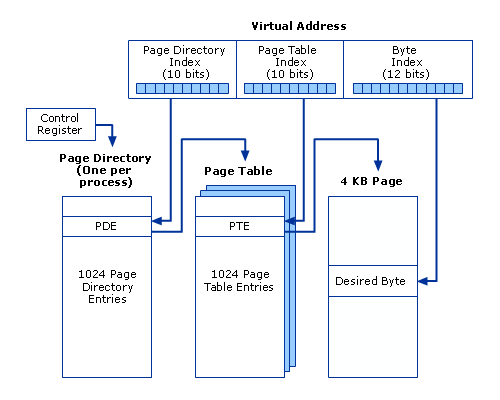 Virtual Address
Page Directory
Index
(10 bits)
Page Table
Index
(10 bits)
Byte
Index
(12 bits)
Control
Register
Page Directory
(One per
process)
Page Table
4 KB Page
PDE
PTE
1024 Page
Directory
Entries
1024 Page
Table Entries
Desired Byte